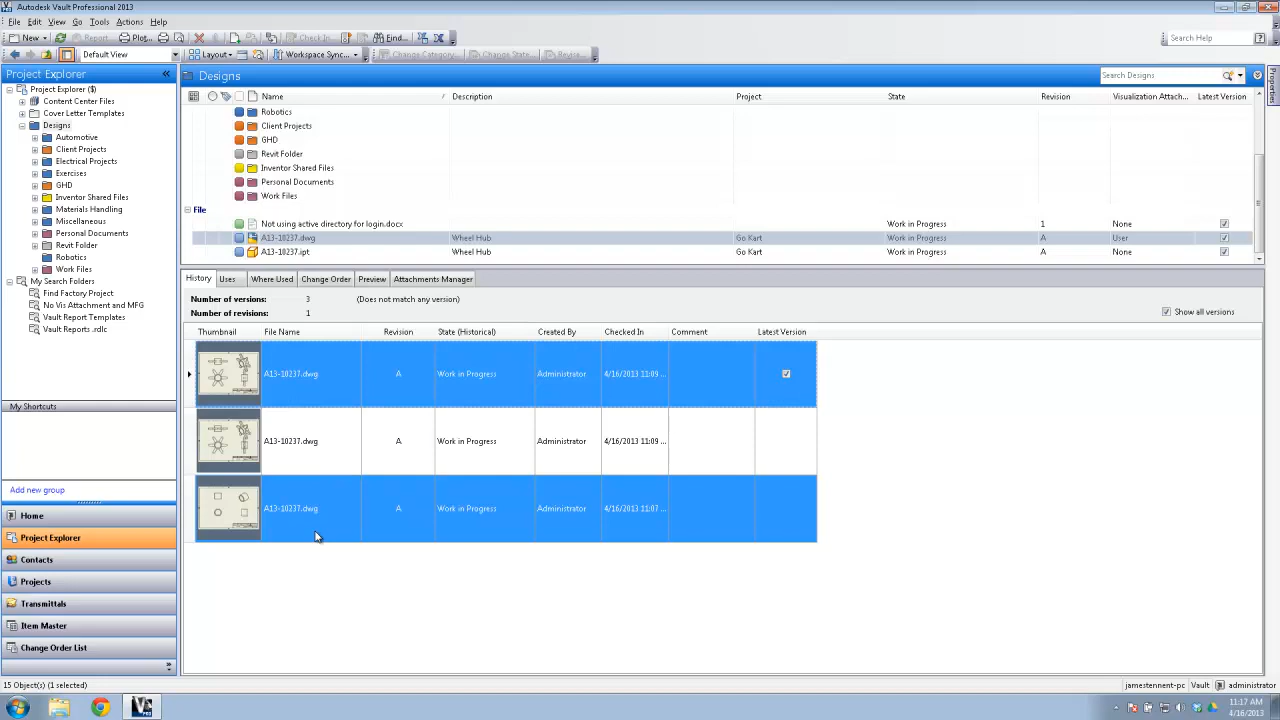 Autodesk Vault Professional 2013
File Edit View Go Tools Actions Help
New Report Plot... Check In... Find... Search Help
Default View Layout Workspace Sync... Change Category... Change State... Revise...
Project Explorer
Designs
Search Designs
Properties
Project Explorer ($)
Content Center Files
Cover Letter Templates
Designs
Automotive
Client Projects
Electrical Projects
Exercises
GHD
Inventor Shared Files
Materials Handling
Miscellaneous
Personal Documents
Revit Folder
Robotics
Work Files
My Search Folders
Find Factory Project
No Vis Attachment and MFG
Vault Report Templates
Vault Reports .rdlc
My Shortcuts
Add new group
Home
Project Explorer
Contacts
Projects
Transmittals
Item Master
Change Order List
Name Description Project State Revision Visualization Attach... Latest Version
Robotics
Client Projects
GHD
Revit Folder
Inventor Shared Files
Personal Documents
Work Files
File
Not using active directory for login.docx Work in Progress 1 None
A13-10237.dwg Wheel Hub Go Kart Work in Progress A User
A13-10237.ipt Wheel Hub Go Kart Work in Progress A None
History Uses Where Used Change Order Preview Attachments Manager
Number of versions: 3 (Does not match any version)
Number of revisions: 1
Show all versions
Thumbnail File Name Revision State (Historical) Created By Checked In Comment Latest Version
A13-10237.dwg A Work in Progress Administrator 4/16/2013 11:09 ...
A13-10237.dwg A Work in Progress Administrator 4/16/2013 11:09 ...
A13-10237.dwg A Work in Progress Administrator 4/16/2013 11:07 ...
15 Object(s) (1 selected)
jamestennent-pc Vault administrator
11:17 AM
4/16/2013